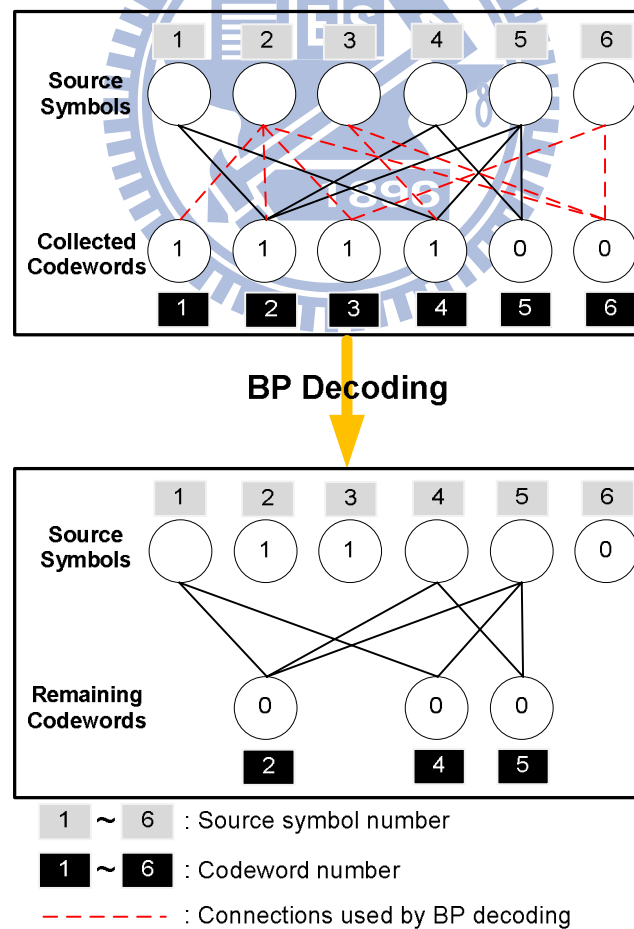 1 2 3 4 5 6
Source
Symbols
ES
1896
Collected
Codewords
1 1 1 1 0 0
1 2 3 4 5 6
BP Decoding
1 2 3 4 5 6
Source
Symbols
1 1 0
Remaining
Codewords
0 0 0
2 4 5
1 ~ 6 : Source symbol number
1 ~ 6 : Codeword number
: Connections used by BP decoding